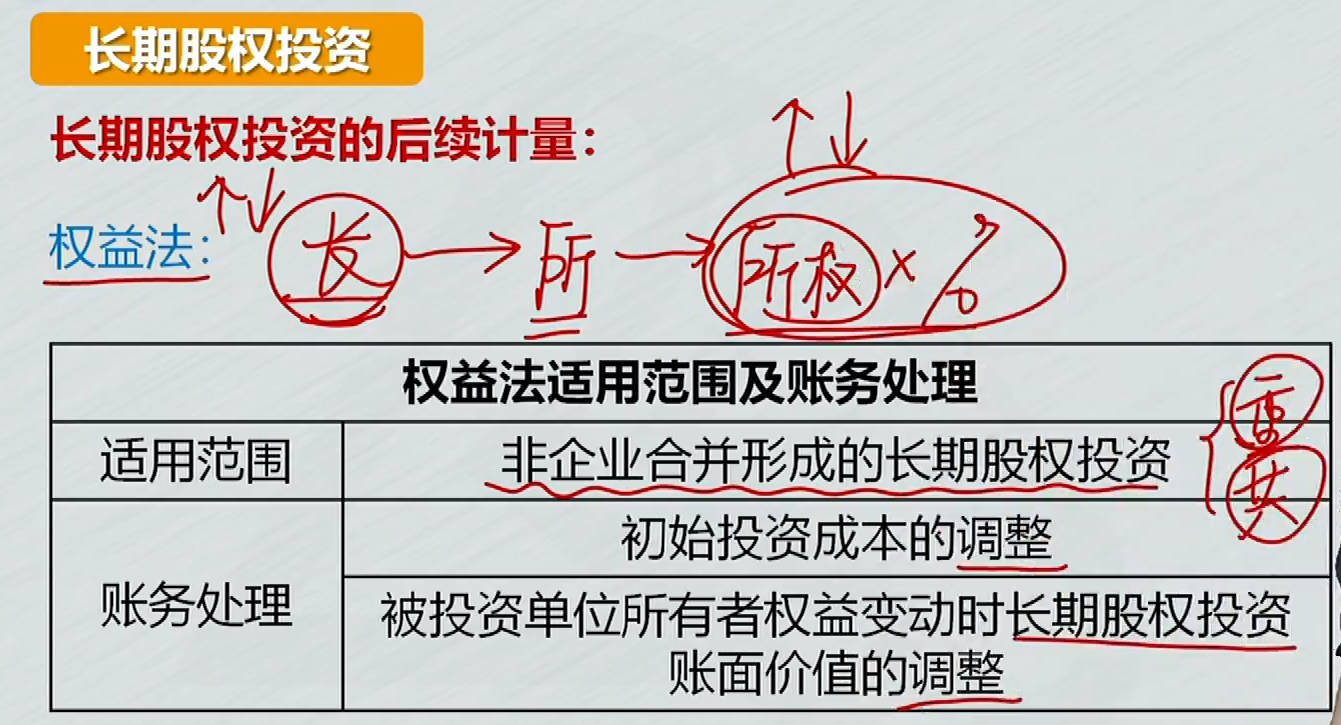 长期股权投资
长期股权投资的后续计量：
权益法：↑↓ 长 → 所 → 所权 × % ↑↓
权益法适用范围及账务处理
适用范围 非企业合并形成的长期股权投资 重 共
账务处理 初始投资成本的调整
被投资单位所有者权益变动时长期股权投资
账面价值的调整